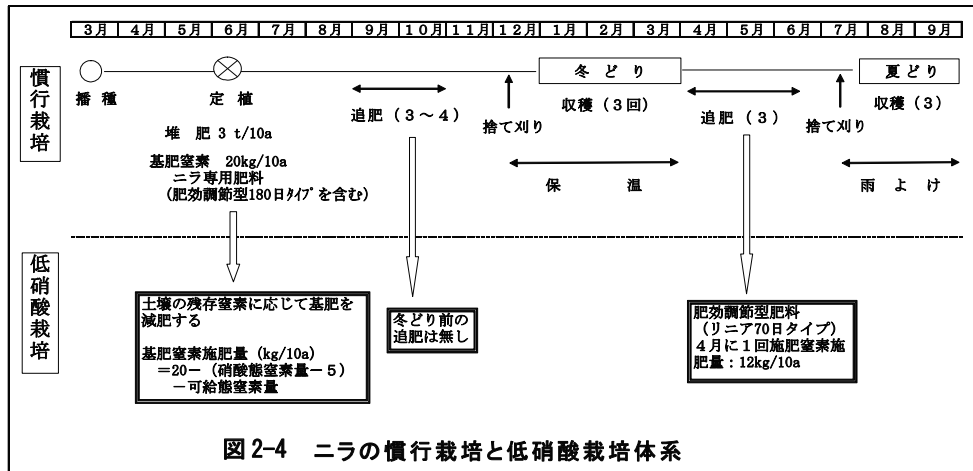 3月 4月 5月 6月 7月 8月 9月 10月 11月 12月 1月 2月 3月 4月 5月 6月 7月 8月 9月
慣行栽培
播種
定植
堆肥 3 t/10a
基肥窒素 20kg/10a
ニラ専用肥料
(肥効調節型180日ﾀｲﾌﾟを含む)
追肥(3～4)
捨て刈り
冬どり
収穫(3回)
保温
追肥(3)
捨て刈り
夏どり
収穫(3)
雨よけ
低硝酸栽培
土壌の残存窒素に応じて基肥を
減肥する
基肥窒素施肥量(kg/10a)
＝20－(硝酸態窒素量－5)
－可給態窒素量
冬どり前の
追肥は無し
肥効調節型肥料
(リニア70日タイプ)
４月に１回施肥窒素施
肥量：12kg/10a
図2-4 ニラの慣行栽培と低硝酸栽培体系